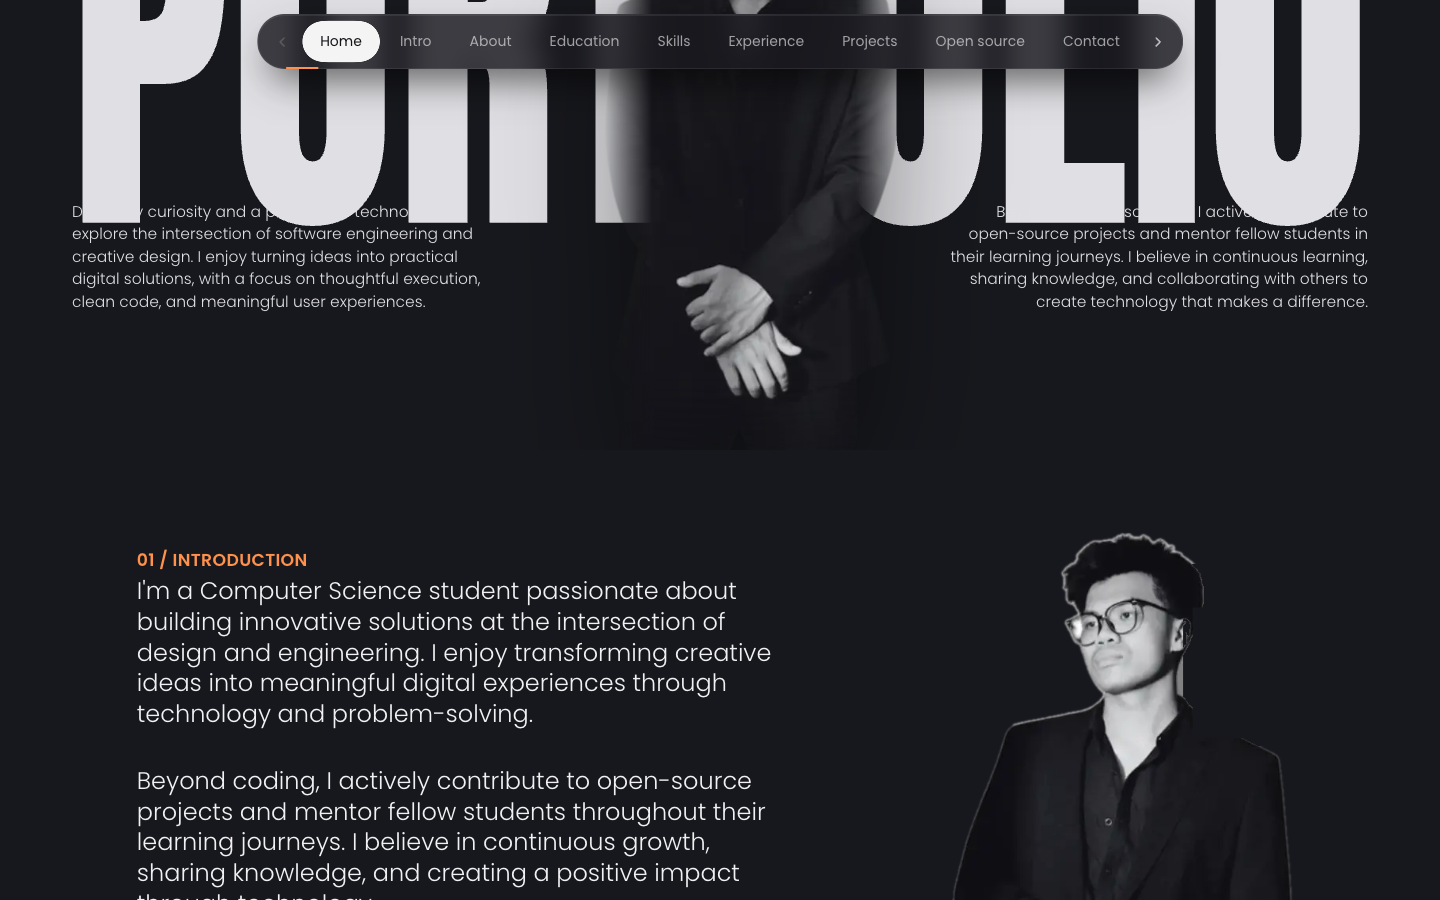 PORTFOLIO
Home
Intro
About
Education
Skills
Experience
Projects
Open source
Contact
curiosity and a
explore the intersection of software engineering and
creative design. I enjoy turning ideas into practical
digital solutions, with a focus on thoughtful execution,
clean code, and meaningful user experiences.
I to
open-source projects and mentor fellow students in
their learning journeys. I believe in continuous learning,
sharing knowledge, and collaborating with others to
create technology that makes a difference.
01 / INTRODUCTION
I'm a Computer Science student passionate about
building innovative solutions at the intersection of
design and engineering. I enjoy transforming creative
ideas into meaningful digital experiences through
technology and problem-solving.
Beyond coding, I actively contribute to open-source
projects and mentor fellow students throughout their
learning journeys. I believe in continuous growth,
sharing knowledge, and creating a positive impact
through technology.